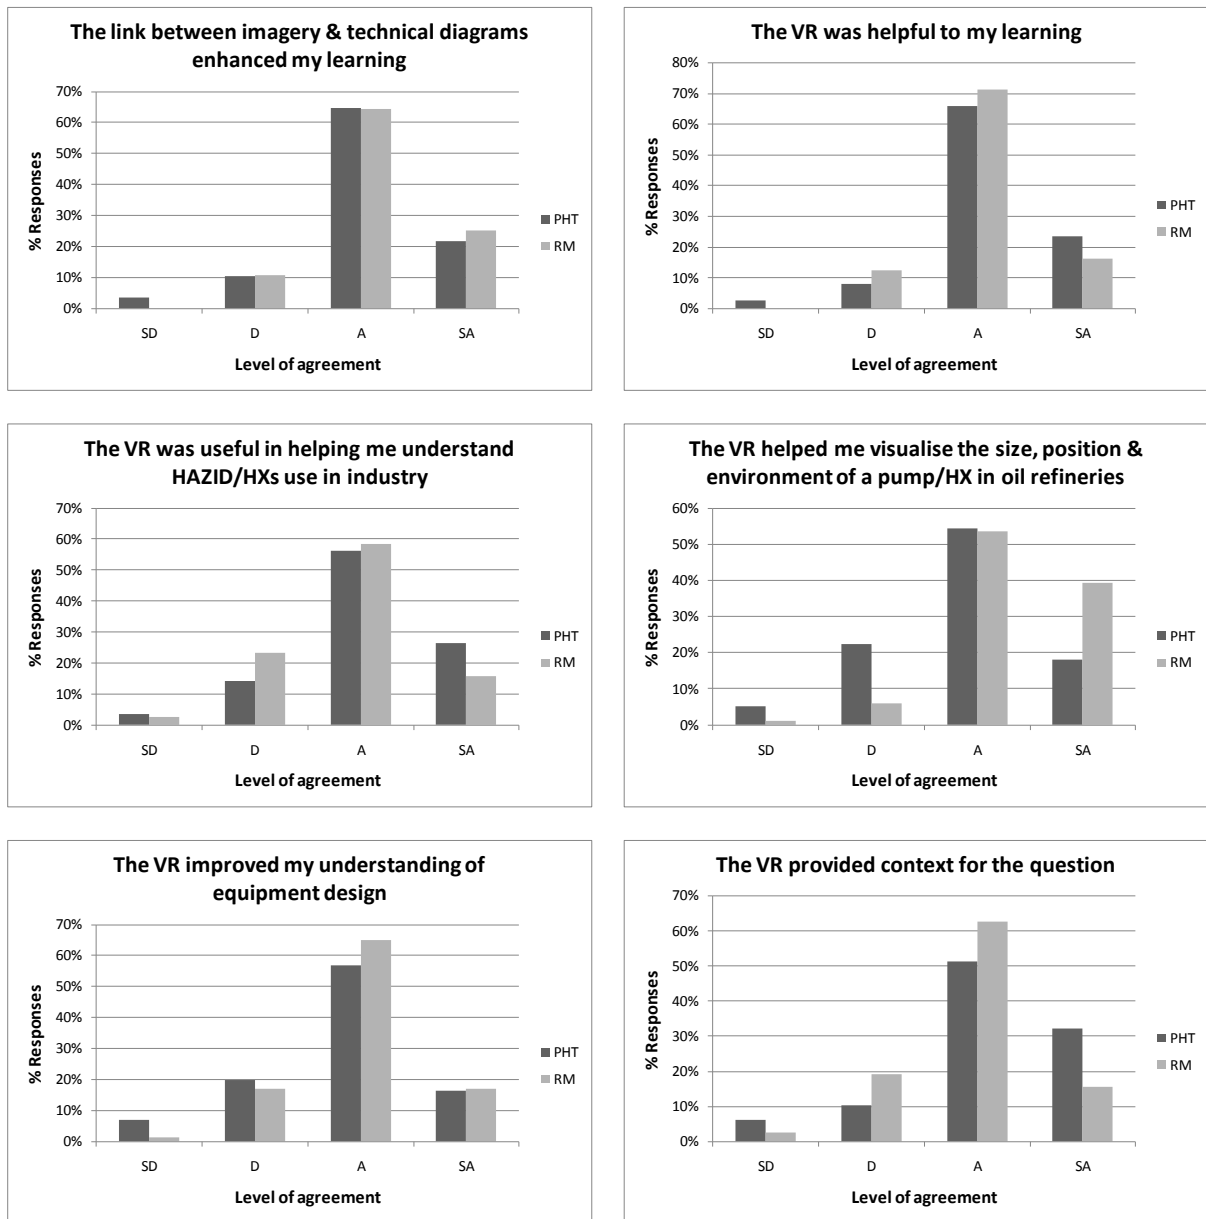 The link between imagery & technical diagrams
enhanced my learning
70%
60%
50%
40%
30%
20%
10%
0%
% Responses
SD D A SA
Level of agreement
PHT
RM
The VR was helpful to my learning
80%
70%
60%
50%
40%
30%
20%
10%
0%
% Responses
SD D A SA
Level of agreement
PHT
RM
The VR was useful in helping me understand
HAZID/HXs use in industry
70%
60%
50%
40%
30%
20%
10%
0%
% Responses
SD D A SA
Level of agreement
PHT
RM
The VR helped me visualise the size, position &
environment of a pump/HX in oil refineries
60%
50%
40%
30%
20%
10%
0%
% Responses
SD D A SA
Level of agreement
PHT
RM
The VR improved my understanding of
equipment design
70%
60%
50%
40%
30%
20%
10%
0%
% Responses
SD D A SA
Level of agreement
PHT
RM
The VR provided context for the question
70%
60%
50%
40%
30%
20%
10%
0%
% Responses
SD D A SA
Level of agreement
PHT
RM